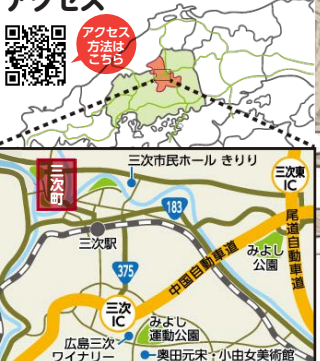 アクセス
アクセス
方法は
こちら
三次市民ホール きりり
三次東
IC
三次町
183
三次駅
尾道自動車道
みよし
公園
中国自動車道
375
三次
IC
みよし
運動公園
広島三次
ワイナリー
奥田元宋・小由女美術館